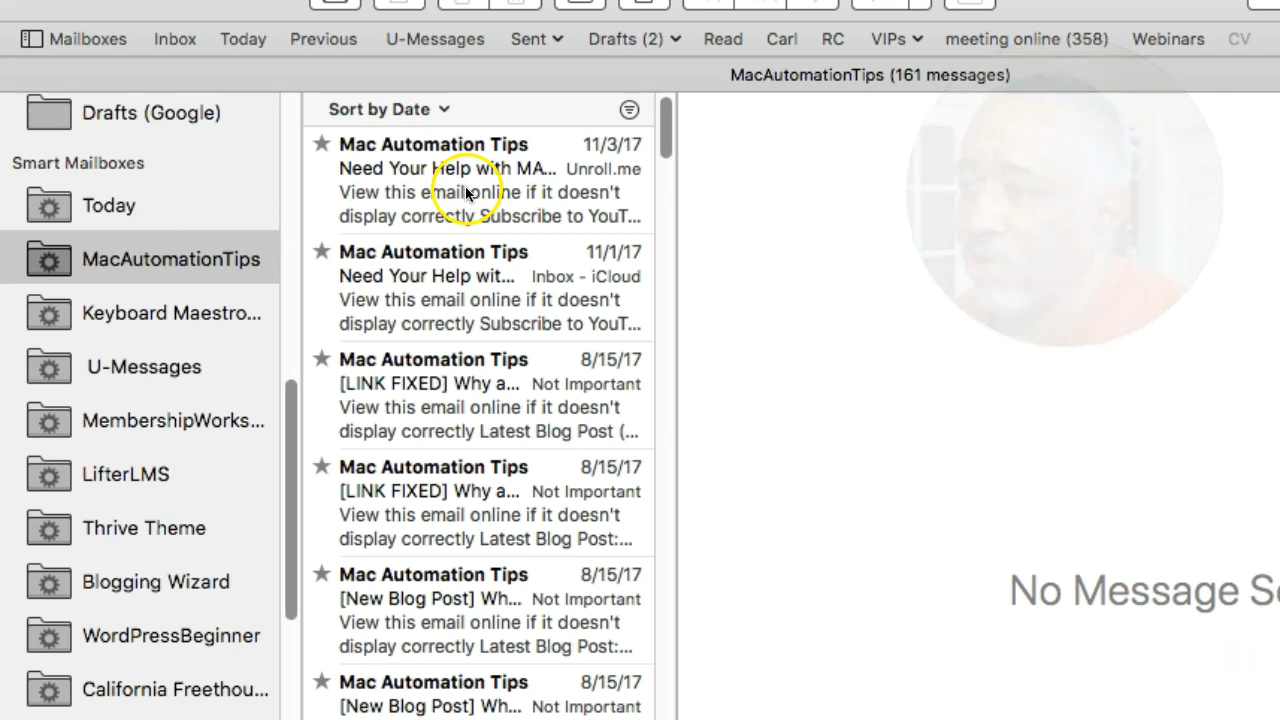 Mailboxes Inbox Today Previous U-Messages Sent Drafts (2) Read Carl RC VIPs meeting online (358) Webinars CV
MacAutomationTips (161 messages)
Drafts (Google)
Smart Mailboxes
Today
MacAutomationTips
Keyboard Maestro...
U-Messages
MembershipWorks...
LifterLMS
Thrive Theme
Blogging Wizard
WordPressBeginner
California Freethou...
Sort by Date
Mac Automation Tips 11/3/17
Need Your Help with MA... Unroll.me
View this email online if it doesn't
display correctly Subscribe to YouT...
Mac Automation Tips 11/1/17
Need Your Help wit... Inbox - iCloud
View this email online if it doesn't
display correctly Subscribe to YouT...
Mac Automation Tips 8/15/17
[LINK FIXED] Why a... Not Important
View this email online if it doesn't
display correctly Latest Blog Post (...
Mac Automation Tips 8/15/17
[LINK FIXED] Why a... Not Important
View this email online if it doesn't
display correctly Latest Blog Post:...
Mac Automation Tips 8/15/17
[New Blog Post] Wh... Not Important
View this email online if it doesn't
display correctly Latest Blog Post:...
Mac Automation Tips 8/15/17
[New Blog Post] Wh... Not Important
No Message Se